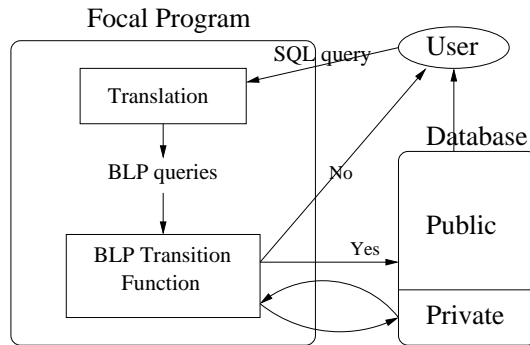 Focal Program
User
SQL query
Translation
Database
BLP queries
No
Public
BLP Transition
Function
Yes
Private